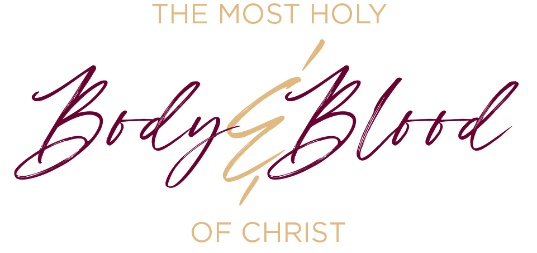 THE MOST HOLY
Body & Blood
OF CHRIST